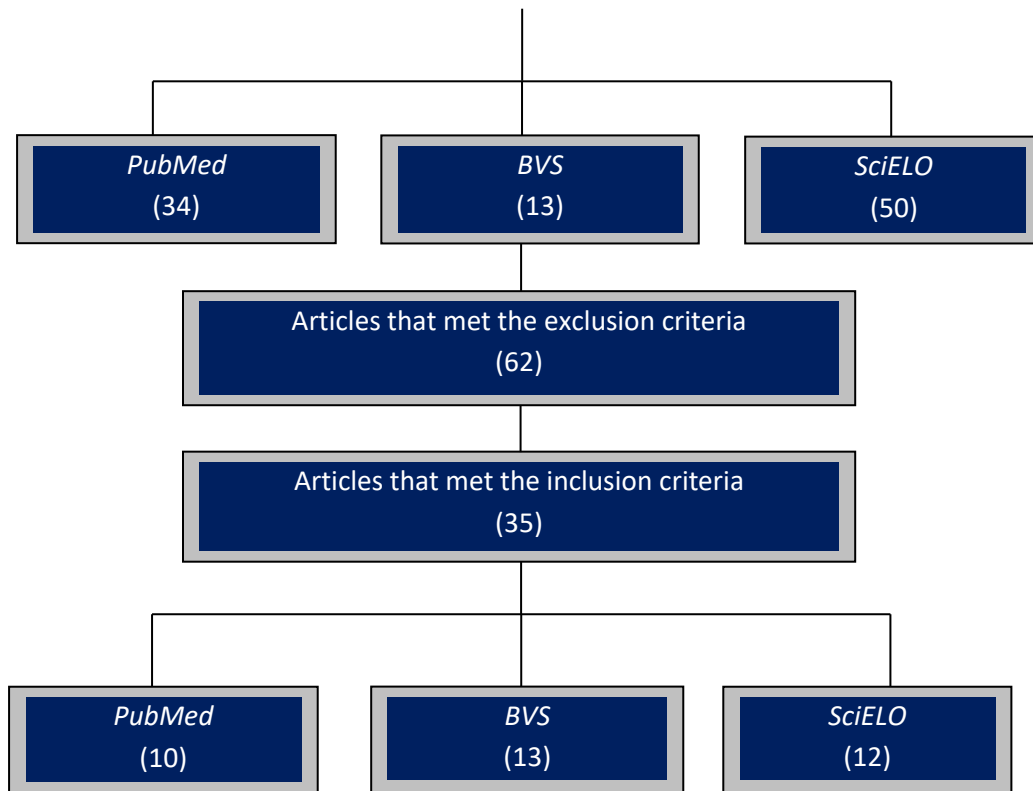 PubMed
(34)
BVS
(13)
SciELO
(50)
Articles that met the exclusion criteria
(62)
Articles that met the inclusion criteria
(35)
PubMed
(10)
BVS
(13)
SciELO
(12)